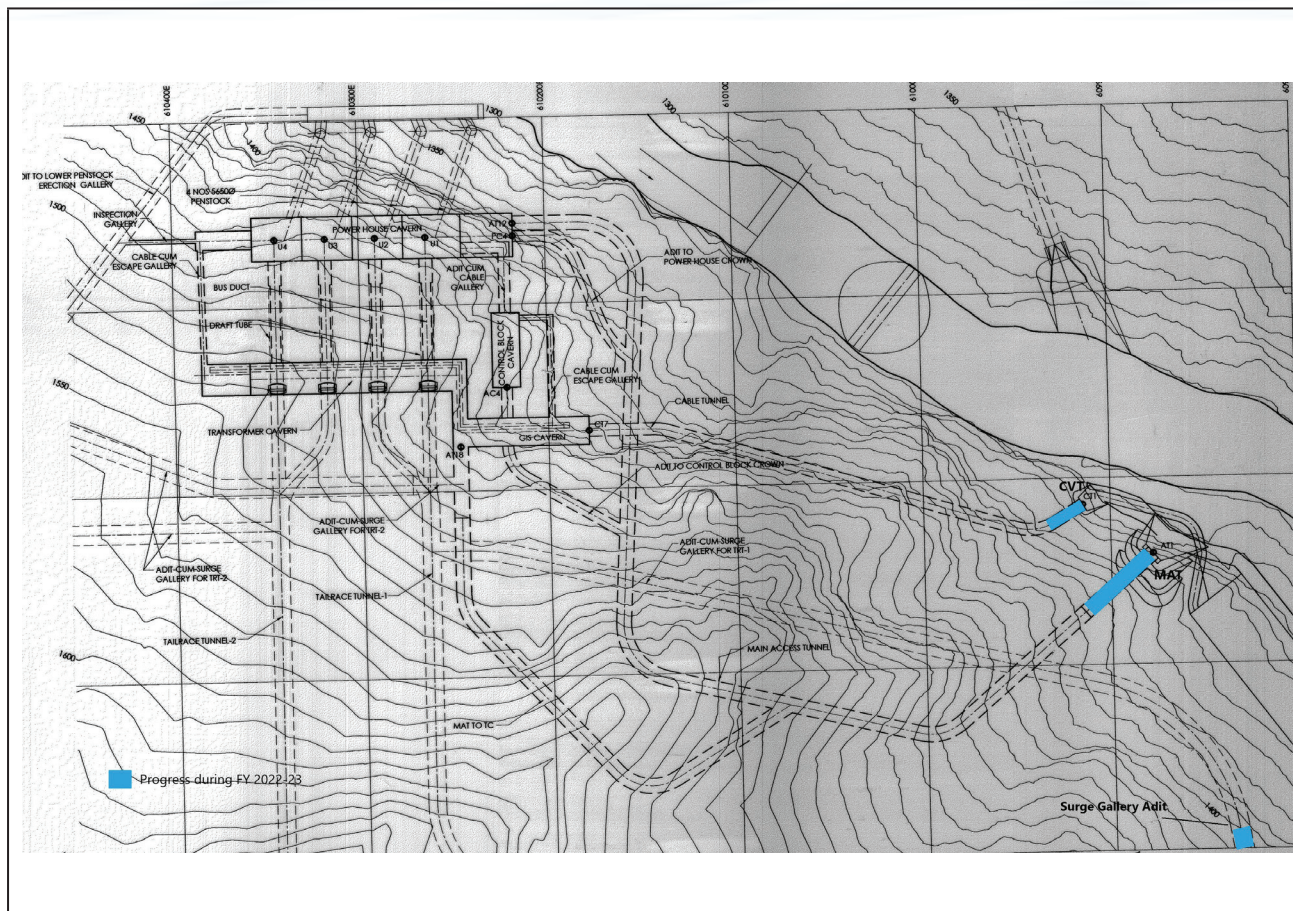 610400E
610300E
610200E
1450
1400
1350
1300
1300
1350
ADIT TO LOWER PENSTOCK
ERECTION GALLERY
1500
INSPECTION
GALLERY
4 NOS 5650Ø
PENSTOCK
POWER HOUSE CAVERN
U4
U3
U2
U1
AT12
PC4
CABLE CUM
ESCAPE GALLERY
ADIT CUM
CABLE
GALLERY
ADIT TO
POWER HOUSE CROWN
BUS DUCT
DRAFT TUBE
CONTROL BLOCK
CAVERN
AC4
CABLE CUM
ESCAPE GALLERY
1550
CABLE TUNNEL
TRANSFORMER CAVERN
GIS CAVERN
CT7
AT18
ADIT TO CONTROL BLOCK CROWN
CVT
CT1
ADIT-CUM-SURGE
GALLERY FOR TRT-2
ADIT-CUM-SURGE
GALLERY FOR TRT-1
AT1
MAT
ADIT-CUM-SURGE
GALLERY FOR TRT-2
TAILRACE TUNNEL-1
TAILRACE TUNNEL-2
1600
MAIN ACCESS TUNNEL
MAT TO TC
Progress during FY 2022-23
Surge Gallery Adit
1400